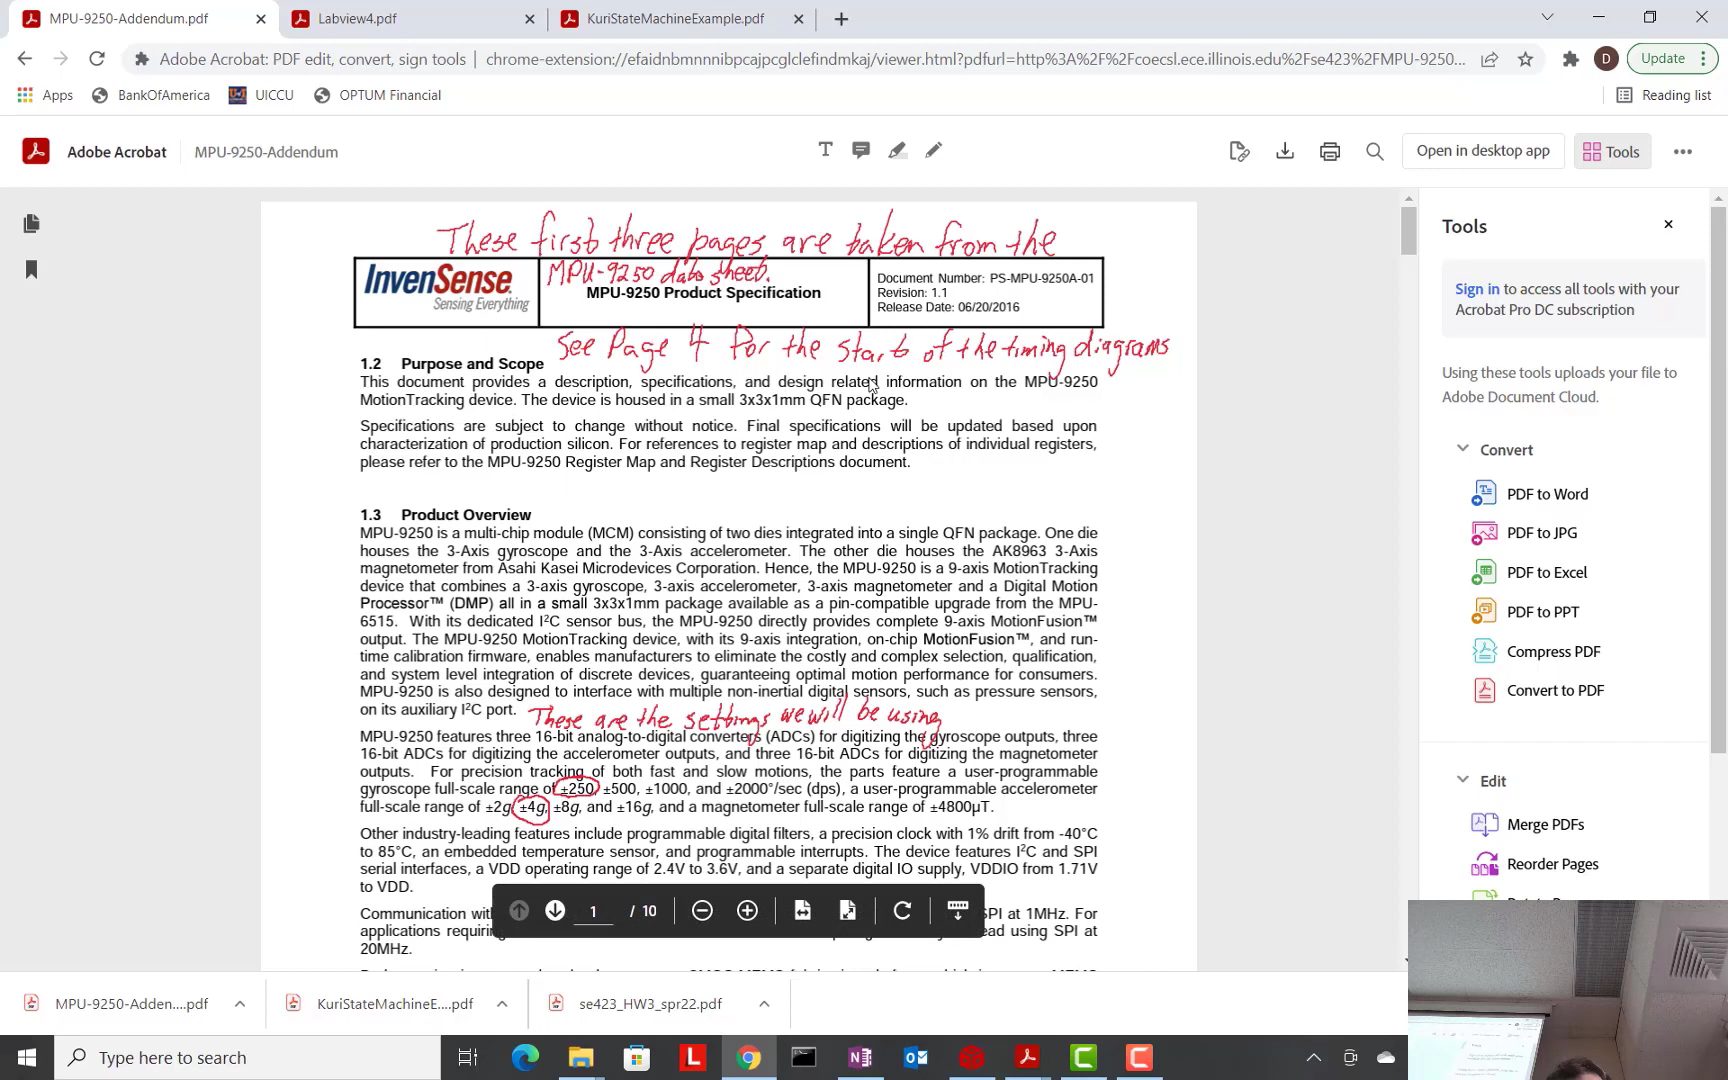 MPU-9250-Addendum.pdf
Labview4.pdf
KuriStateMachineExample.pdf
Adobe Acrobat: PDF edit, convert, sign tools
chrome-extension://efaidnbmnnnibpcajpcglclefindmkaj/viewer.html?pdfurl=http%3A%2F%2Fcoecsl.ece.illinois.edu%2Fse423%2FMPU-9250...
D
Update
Apps
BankOfAmerica
UICCU
OPTUM Financial
Reading list
Adobe Acrobat
MPU-9250-Addendum
Open in desktop app
Tools
These first three pages are taken from the
MPU-9250 data sheet.
InvenSense
Sensing Everything
MPU-9250 Product Specification
Document Number: PS-MPU-9250A-01
Revision: 1.1
Release Date: 06/20/2016
See Page 4 for the start of the timing diagrams
1.2 Purpose and Scope
This document provides a description, specifications, and design related information on the MPU-9250
MotionTracking device. The device is housed in a small 3x3x1mm QFN package.
Specifications are subject to change without notice. Final specifications will be updated based upon
characterization of production silicon. For references to register map and descriptions of individual registers,
please refer to the MPU-9250 Register Map and Register Descriptions document.
1.3 Product Overview
MPU-9250 is a multi-chip module (MCM) consisting of two dies integrated into a single QFN package. One die
houses the 3-Axis gyroscope and the 3-Axis accelerometer. The other die houses the AK8963 3-Axis
magnetometer from Asahi Kasei Microdevices Corporation. Hence, the MPU-9250 is a 9-axis MotionTracking
device that combines a 3-axis gyroscope, 3-axis accelerometer, 3-axis magnetometer and a Digital Motion
Processor™ (DMP) all in a small 3x3x1mm package available as a pin-compatible upgrade from the MPU-
6515. With its dedicated I²C sensor bus, the MPU-9250 directly provides complete 9-axis MotionFusion™
output. The MPU-9250 MotionTracking device, with its 9-axis integration, on-chip MotionFusion™, and run-
time calibration firmware, enables manufacturers to eliminate the costly and complex selection, qualification,
and system level integration of discrete devices, guaranteeing optimal motion performance for consumers.
MPU-9250 is also designed to interface with multiple non-inertial digital sensors, such as pressure sensors,
on its auxiliary I²C port.
These are the settings we will be using
MPU-9250 features three 16-bit analog-to-digital converters (ADCs) for digitizing the gyroscope outputs, three
16-bit ADCs for digitizing the accelerometer outputs, and three 16-bit ADCs for digitizing the magnetometer
outputs. For precision tracking of both fast and slow motions, the parts feature a user-programmable
gyroscope full-scale range of ±250, ±500, ±1000, and ±2000°/sec (dps), a user-programmable accelerometer
full-scale range of ±2g, ±4g, ±8g, and ±16g, and a magnetometer full-scale range of ±4800µT.
Other industry-leading features include programmable digital filters, a precision clock with 1% drift from -40°C
to 85°C, an embedded temperature sensor, and programmable interrupts. The device features I²C and SPI
serial interfaces, a VDD operating range of 2.4V to 3.6V, and a separate digital IO supply, VDDIO from 1.71V
to VDD.
Communication with SPI at 1MHz. For
applications requiring ead using SPI at
20MHz.
1 / 10
Tools
Sign in to access all tools with your
Acrobat Pro DC subscription
Using these tools uploads your file to
Adobe Document Cloud.
Convert
PDF to Word
PDF to JPG
PDF to Excel
PDF to PPT
Compress PDF
Convert to PDF
Edit
Merge PDFs
Reorder Pages
MPU-9250-Adden....pdf
KuriStateMachineE....pdf
se423_HW3_spr22.pdf
Type here to search